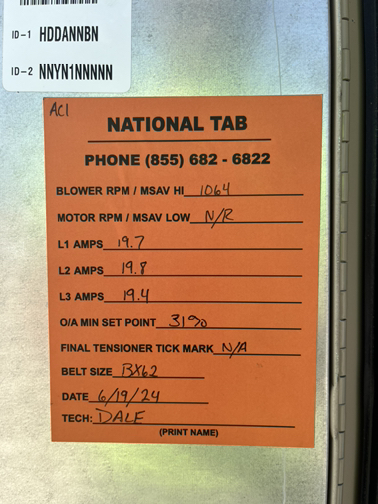 ID-1 HDDANNBN
ID-2 NNYN1NNNNN
AC1
NATIONAL TAB
PHONE (855) 682 - 6822
BLOWER RPM / MSAV HI 1064
MOTOR RPM / MSAV LOW N/R
L1 AMPS 19.7
L2 AMPS 19.8
L3 AMPS 19.4
O/A MIN SET POINT 31%
FINAL TENSIONER TICK MARK N/A
BELT SIZE BX62
DATE 6/19/24
TECH: DALE
(PRINT NAME)